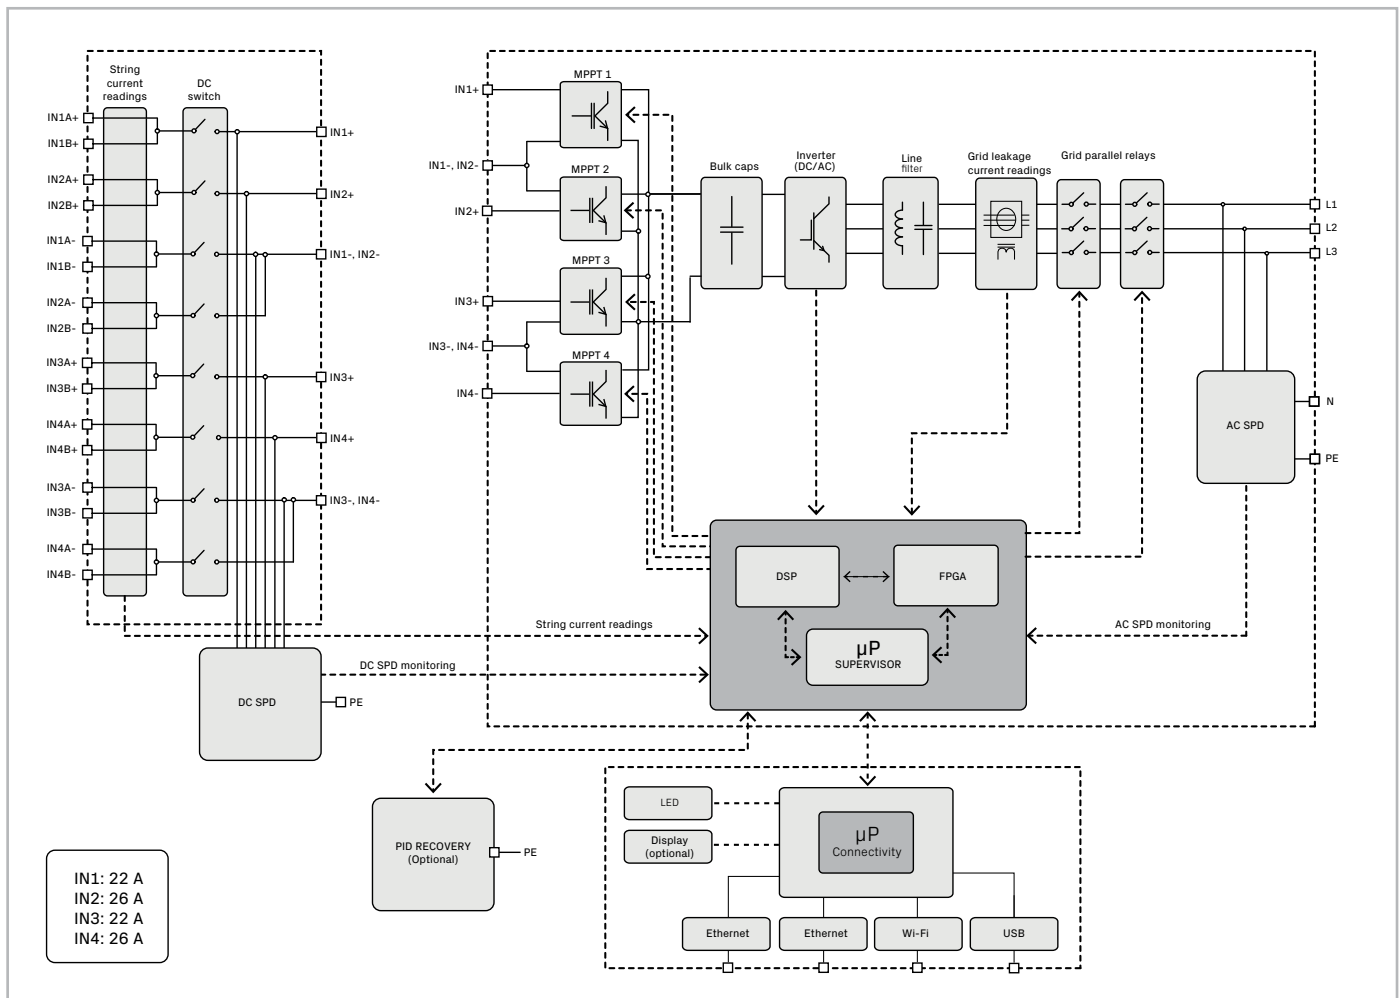 String
current
readings
DC
switch
IN1A+
IN1B+
IN2A+
IN2B+
IN1A-
IN1B-
IN2A-
IN2B-
IN3A+
IN3B+
IN4A+
IN4B+
IN3A-
IN3B-
IN4A-
IN4B-
IN1+
IN2+
IN1-, IN2-
IN3+
IN4+
IN3-, IN4-
DC SPD
PE
String current readings
DC SPD monitoring
IN1+
IN1-, IN2-
IN2+
IN3+
IN3-, IN4-
IN4-
MPPT 1
MPPT 2
MPPT 3
MPPT 4
Bulk caps
Inverter
(DC/AC)
Line
filter
Grid leakage
current readings
Grid parallel relays
L1
L2
L3
N
PE
AC SPD
AC SPD monitoring
DSP
FPGA
µP
SUPERVISOR
PID RECOVERY
(Optional)
PE
LED
Display
(optional)
µP
Connectivity
Ethernet
Ethernet
Wi-Fi
USB
IN1: 22 A
IN2: 26 A
IN3: 22 A
IN4: 26 A